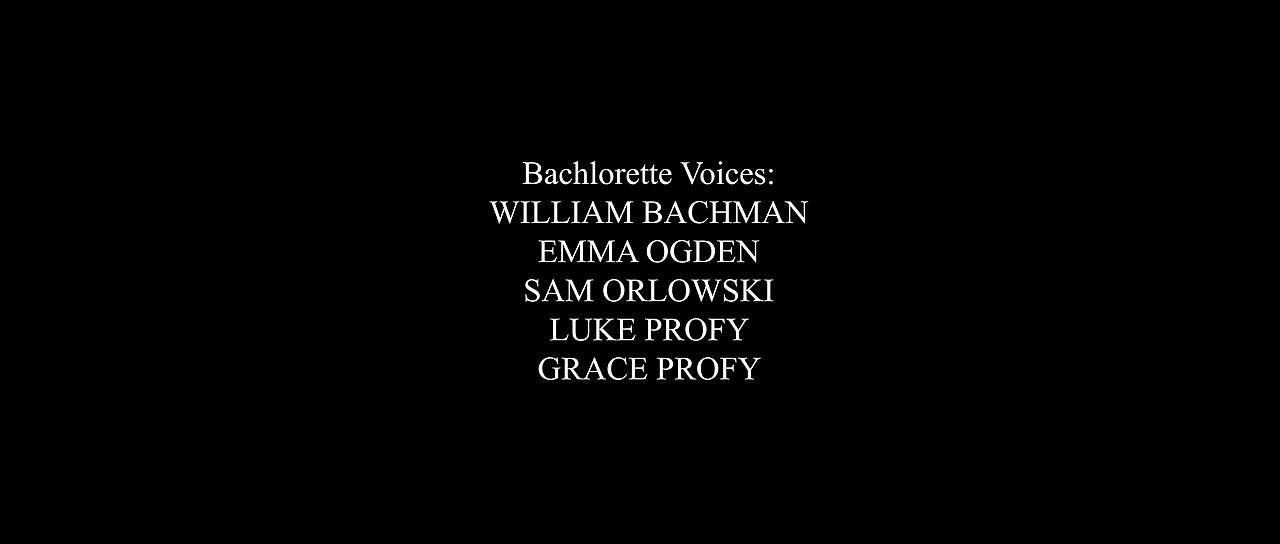 Bachlorette Voices:
WILLIAM BACHMAN
EMMA OGDEN
SAM ORLOWSKI
LUKE PROFY
GRACE PROFY